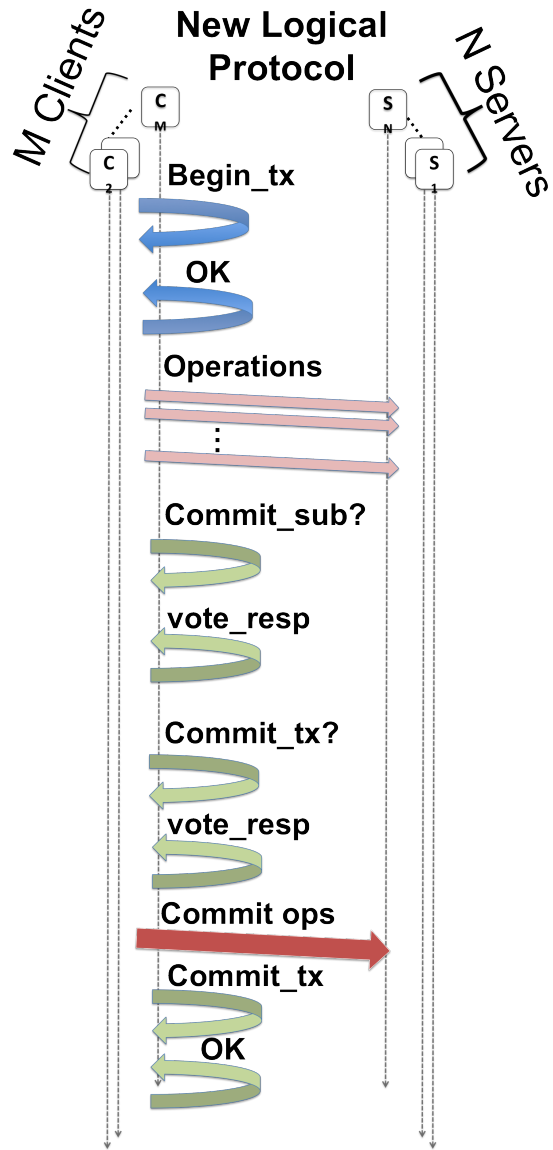 New Logical
Protocol
M Clients
N Servers
C
M
S
N
C
2
S
1
Begin_tx
OK
Operations
Commit_sub?
vote_resp
Commit_tx?
vote_resp
Commit ops
Commit_tx
OK